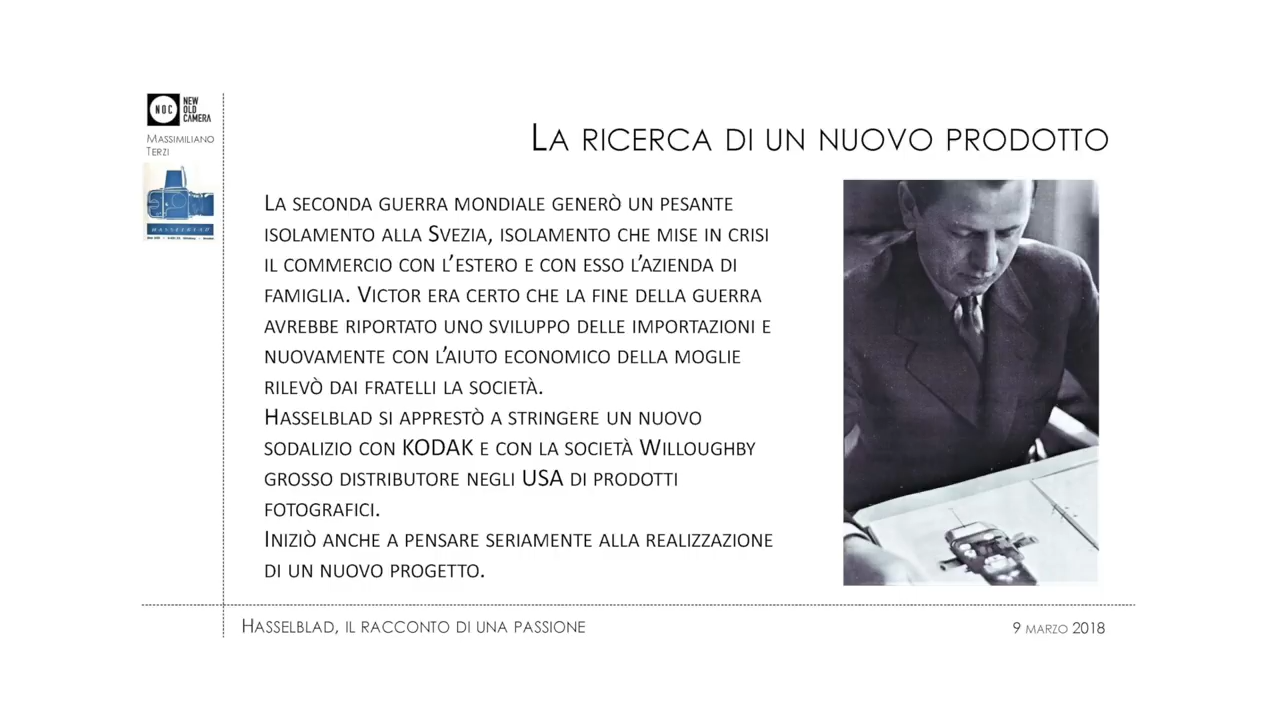 NOC
NEW
OLD
CAMERA
MASSIMILIANO
TERZI
HASSELBLAD
LA RICERCA DI UN NUOVO PRODOTTO
LA SECONDA GUERRA MONDIALE GENERÒ UN PESANTE
ISOLAMENTO ALLA SVEZIA, ISOLAMENTO CHE MISE IN CRISI
IL COMMERCIO CON L'ESTERO E CON ESSO L'AZIENDA DI
FAMIGLIA. VICTOR ERA CERTO CHE LA FINE DELLA GUERRA
AVREBBE RIPORTATO UNO SVILUPPO DELLE IMPORTAZIONI E
NUOVAMENTE CON L'AIUTO ECONOMICO DELLA MOGLIE
RILEVÒ DAI FRATELLI LA SOCIETÀ.
HASSELBLAD SI APPRESTÒ A STRINGERE UN NUOVO
SODALIZIO CON KODAK E CON LA SOCIETÀ WILLOUGHBY
GROSSO DISTRIBUTORE NEGLI USA DI PRODOTTI
FOTOGRAFICI.
INIZIÒ ANCHE A PENSARE SERIAMENTE ALLA REALIZZAZIONE
DI UN NUOVO PROGETTO.
HASSELBLAD, IL RACCONTO DI UNA PASSIONE
9 MARZO 2018